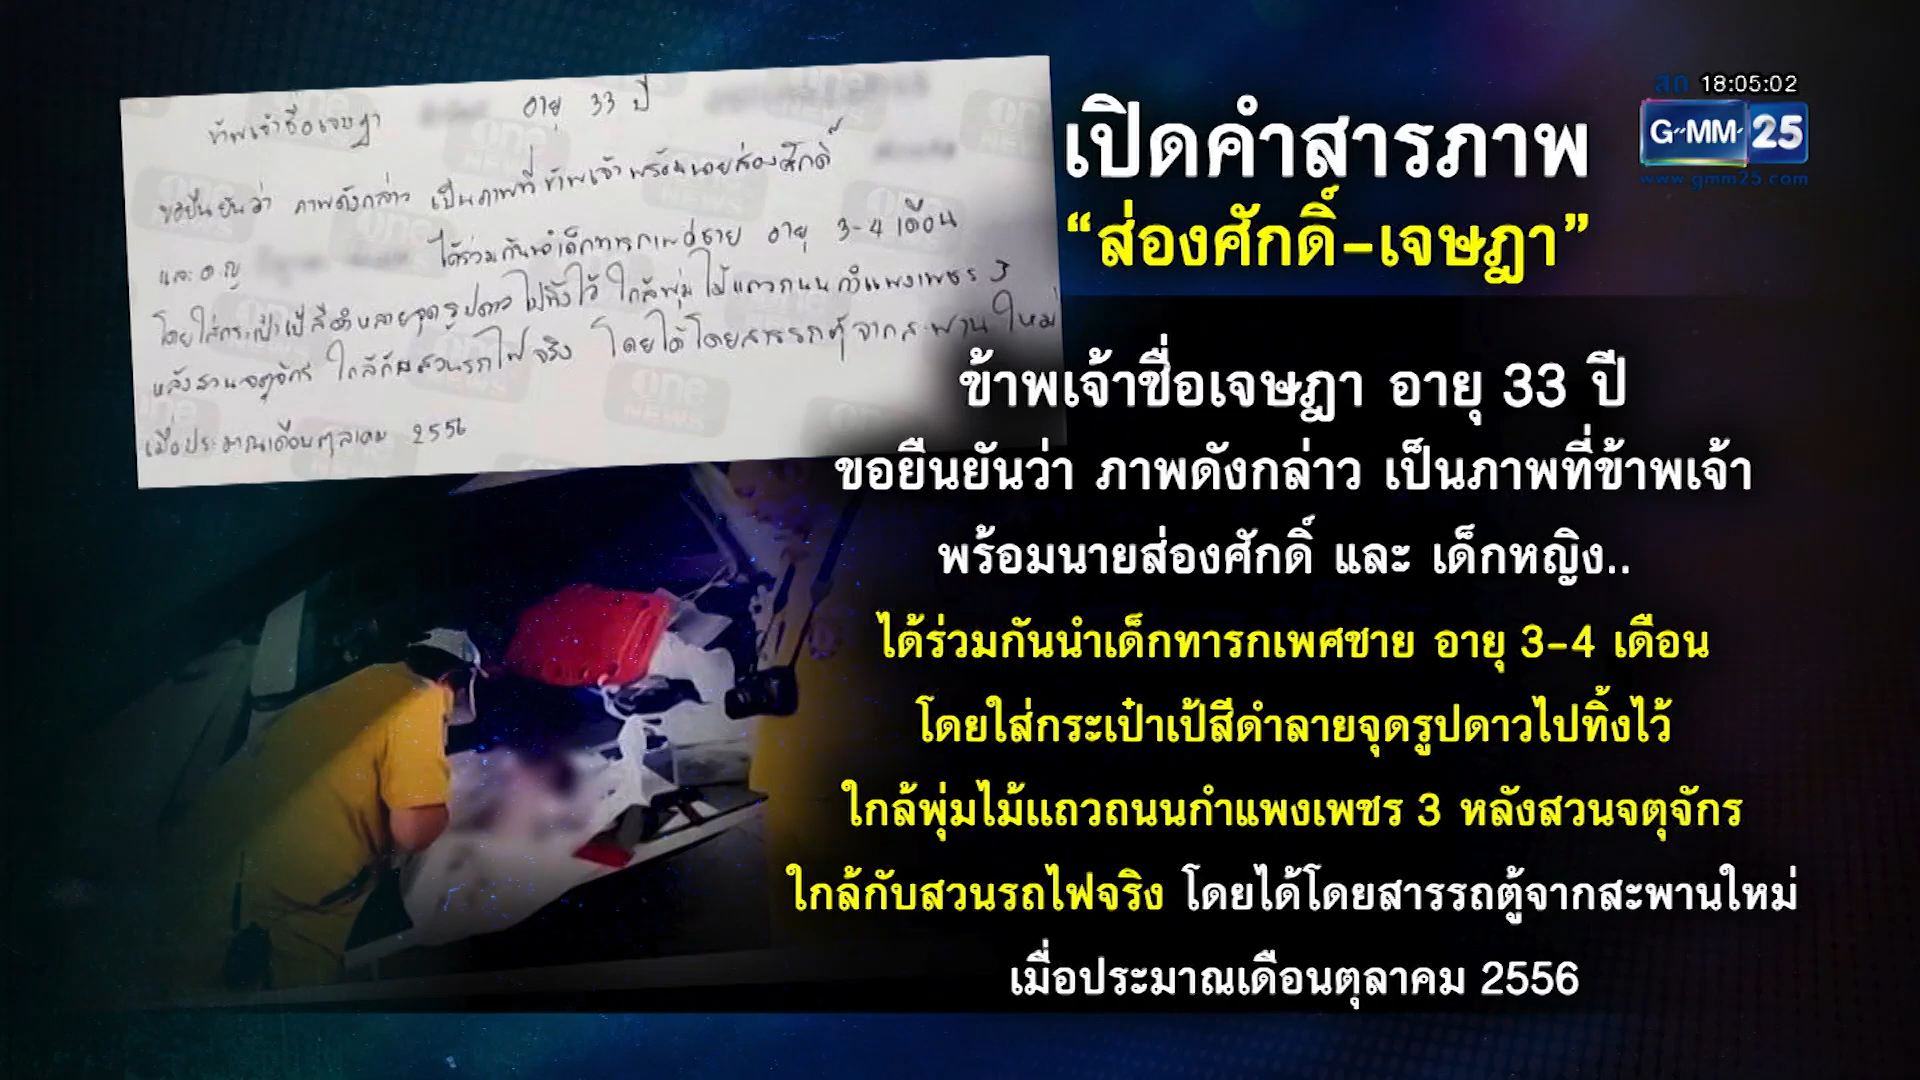 ข้าพเจ้าชื่อเจษฎา อายุ 33 ปี
ขอยืนยันว่า ภาพดังกล่าว เป็นภาพที่ข้าพเจ้าพร้อมนายส่องศักดิ์
และ ด.ญ ได้ร่วมกันนำเด็กทารกเพศชาย อายุ 3-4 เดือน
โดยใส่กระเป๋าเป้สีดำลายจุดรูปดาวไปทิ้งไว้ ใกล้พุ่มไม้แถวถนนกำแพงเพชร 3
หลังสวนจตุจักร ใกล้กับสวนรถไฟจริง โดยได้โดยสารรถตู้จากสะพานใหม่
เมื่อประมาณเดือนตุลาคม 2556
สด 18:05:02
GMM 25
www.gmm25.com
เปิดคำสารภาพ
“ส่องศักดิ์-เจษฎา”
ข้าพเจ้าชื่อเจษฎา อายุ 33 ปี
ขอยืนยันว่า ภาพดังกล่าว เป็นภาพที่ข้าพเจ้า
พร้อมนายส่องศักดิ์ และ เด็กหญิง..
ได้ร่วมกันนำเด็กทารกเพศชาย อายุ 3-4 เดือน
โดยใส่กระเป๋าเป้สีดำลายจุดรูปดาวไปทิ้งไว้
ใกล้พุ่มไม้แถวถนนกำแพงเพชร 3 หลังสวนจตุจักร
ใกล้กับสวนรถไฟจริง โดยได้โดยสารรถตู้จากสะพานใหม่
เมื่อประมาณเดือนตุลาคม 2556